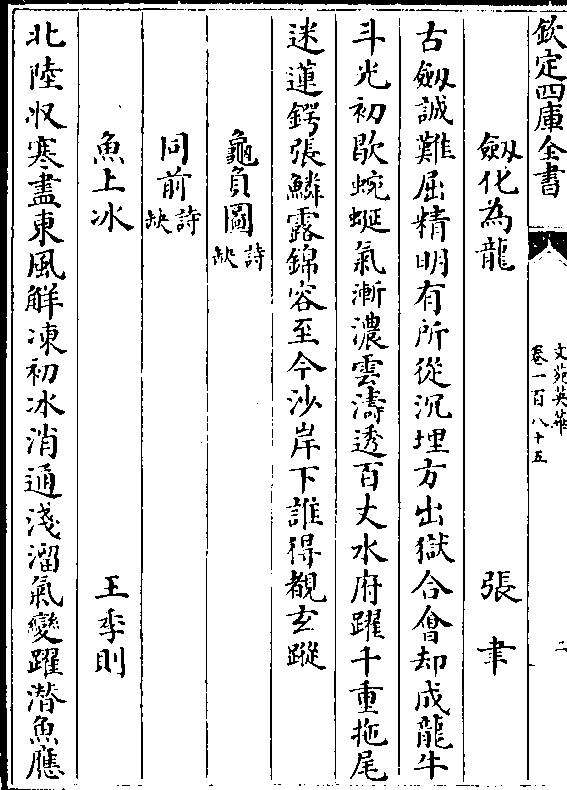 欽定四庫全書
文苑英華
卷一百八十五
二
劔化為龍 張聿
古劔誠難屈精明有所從沉埋方出獄合會却成龍牛
斗光初歇蜿蜒氣漸濃雲濤透百丈水府躍千重拖尾
迷蓮鍔張鱗露錦容至今沙岸下誰得覩玄蹤
龜負圖詩缺
同前詩缺
魚上冰 王季則
北陸收寒盡東風解凍初冰消通淺溜氣變躍潛魚應